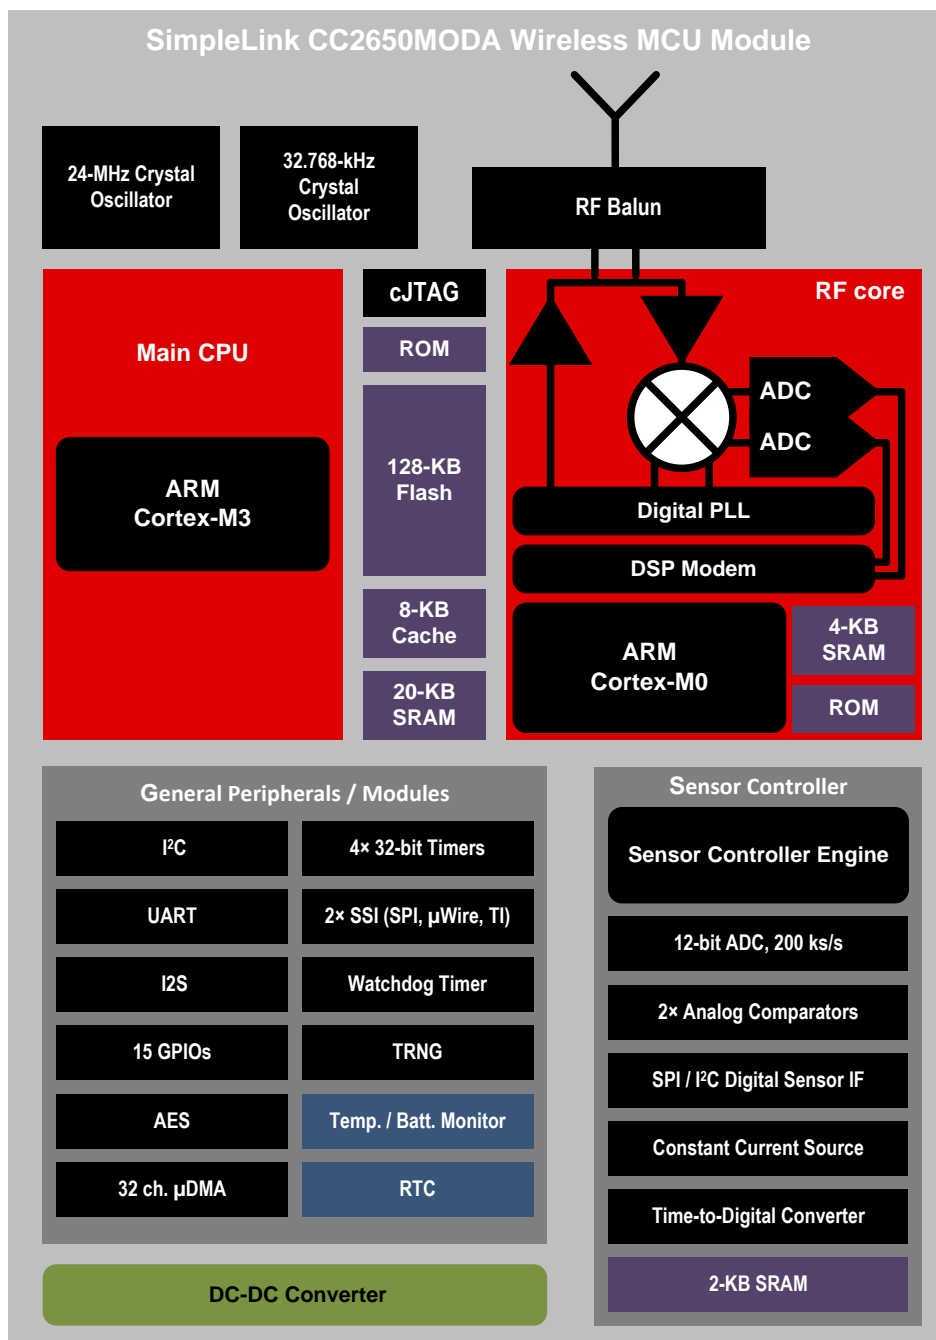 SimpleLink CC2650MODA Wireless MCU Module
24-MHz Crystal
Oscillator
32.768-kHz
Crystal
Oscillator
RF Balun
Main CPU
ARM
Cortex-M3
cJTAG
ROM
128-KB
Flash
8-KB
Cache
20-KB
SRAM
RF core
ADC
ADC
Digital PLL
DSP Modem
ARM
Cortex-M0
4-KB
SRAM
ROM
General Peripherals / Modules
I²C
4× 32-bit Timers
UART
2× SSI (SPI, µWire, TI)
I2S
Watchdog Timer
15 GPIOs
TRNG
AES
Temp. / Batt. Monitor
32 ch. µDMA
RTC
Sensor Controller
Sensor Controller Engine
12-bit ADC, 200 ks/s
2× Analog Comparators
SPI / I²C Digital Sensor IF
Constant Current Source
Time-to-Digital Converter
2-KB SRAM
DC-DC Converter